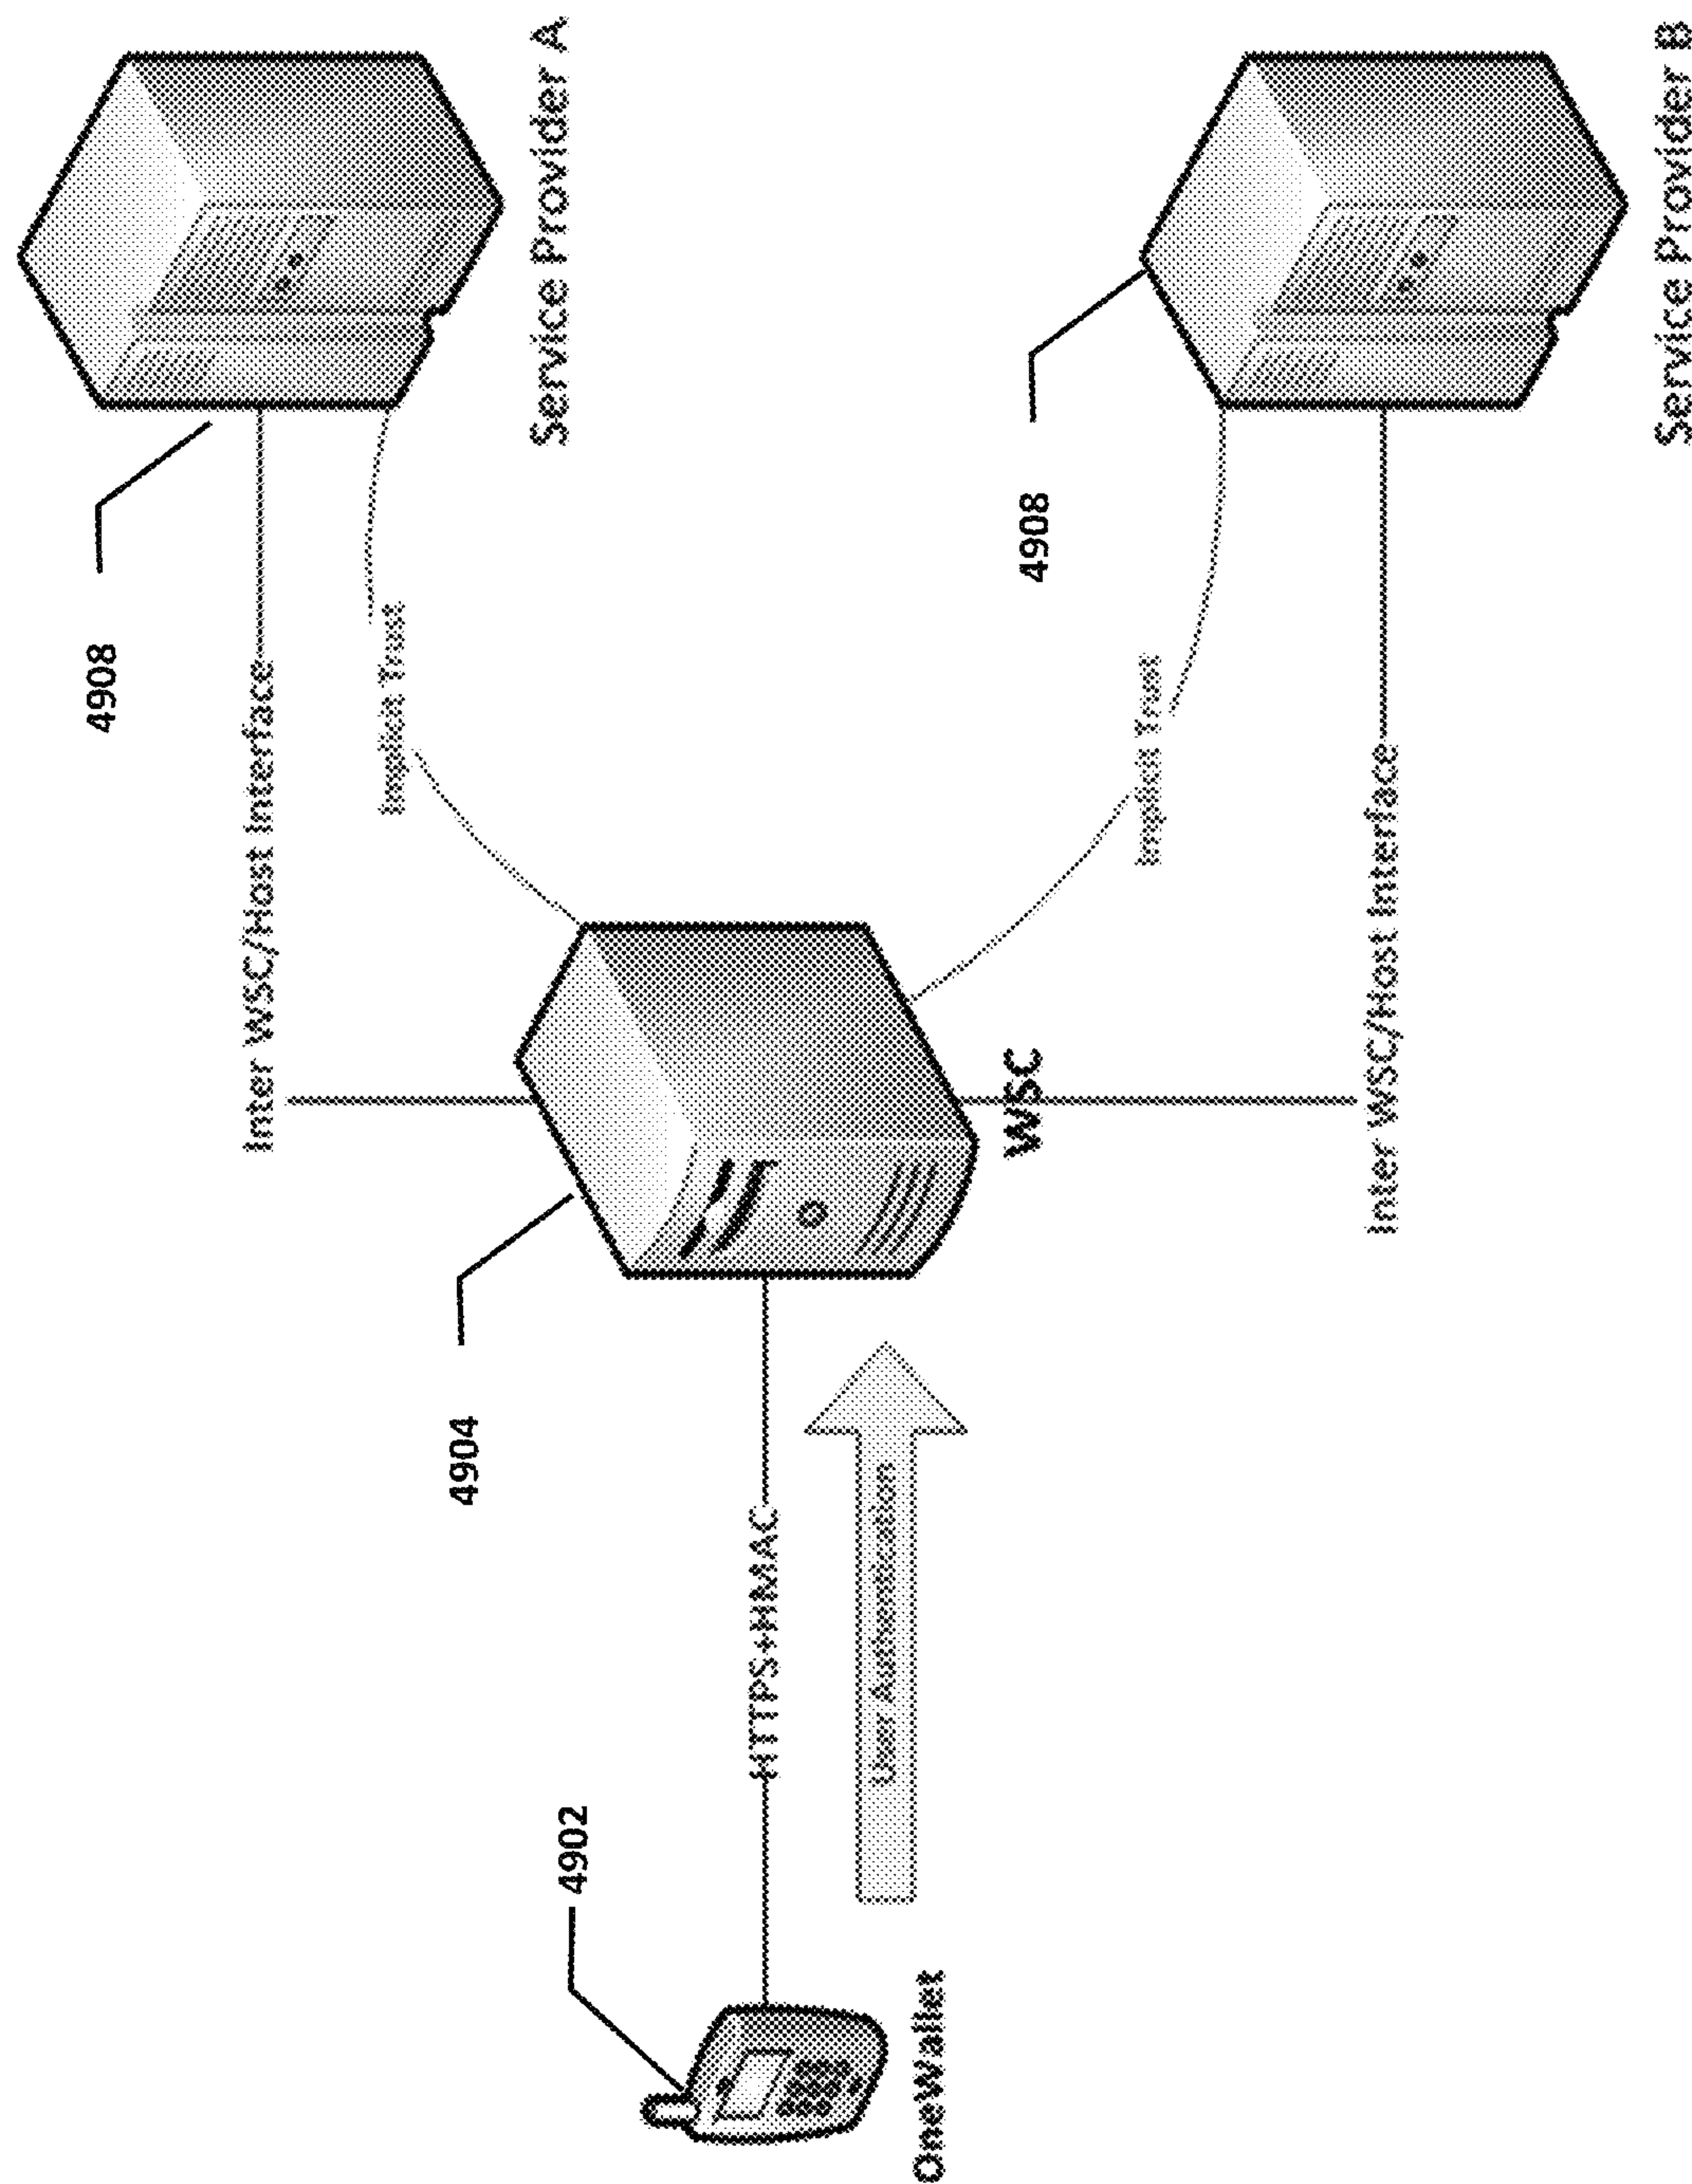 4908
Service Provider A
Inter WSC/Host Interface
Implicit Trust
4904
WSC
4902
HTTPS+HMAC
User Authentication
OneWallet
4908
Implicit Trust
Inter WSC/Host Interface
Service Provider B